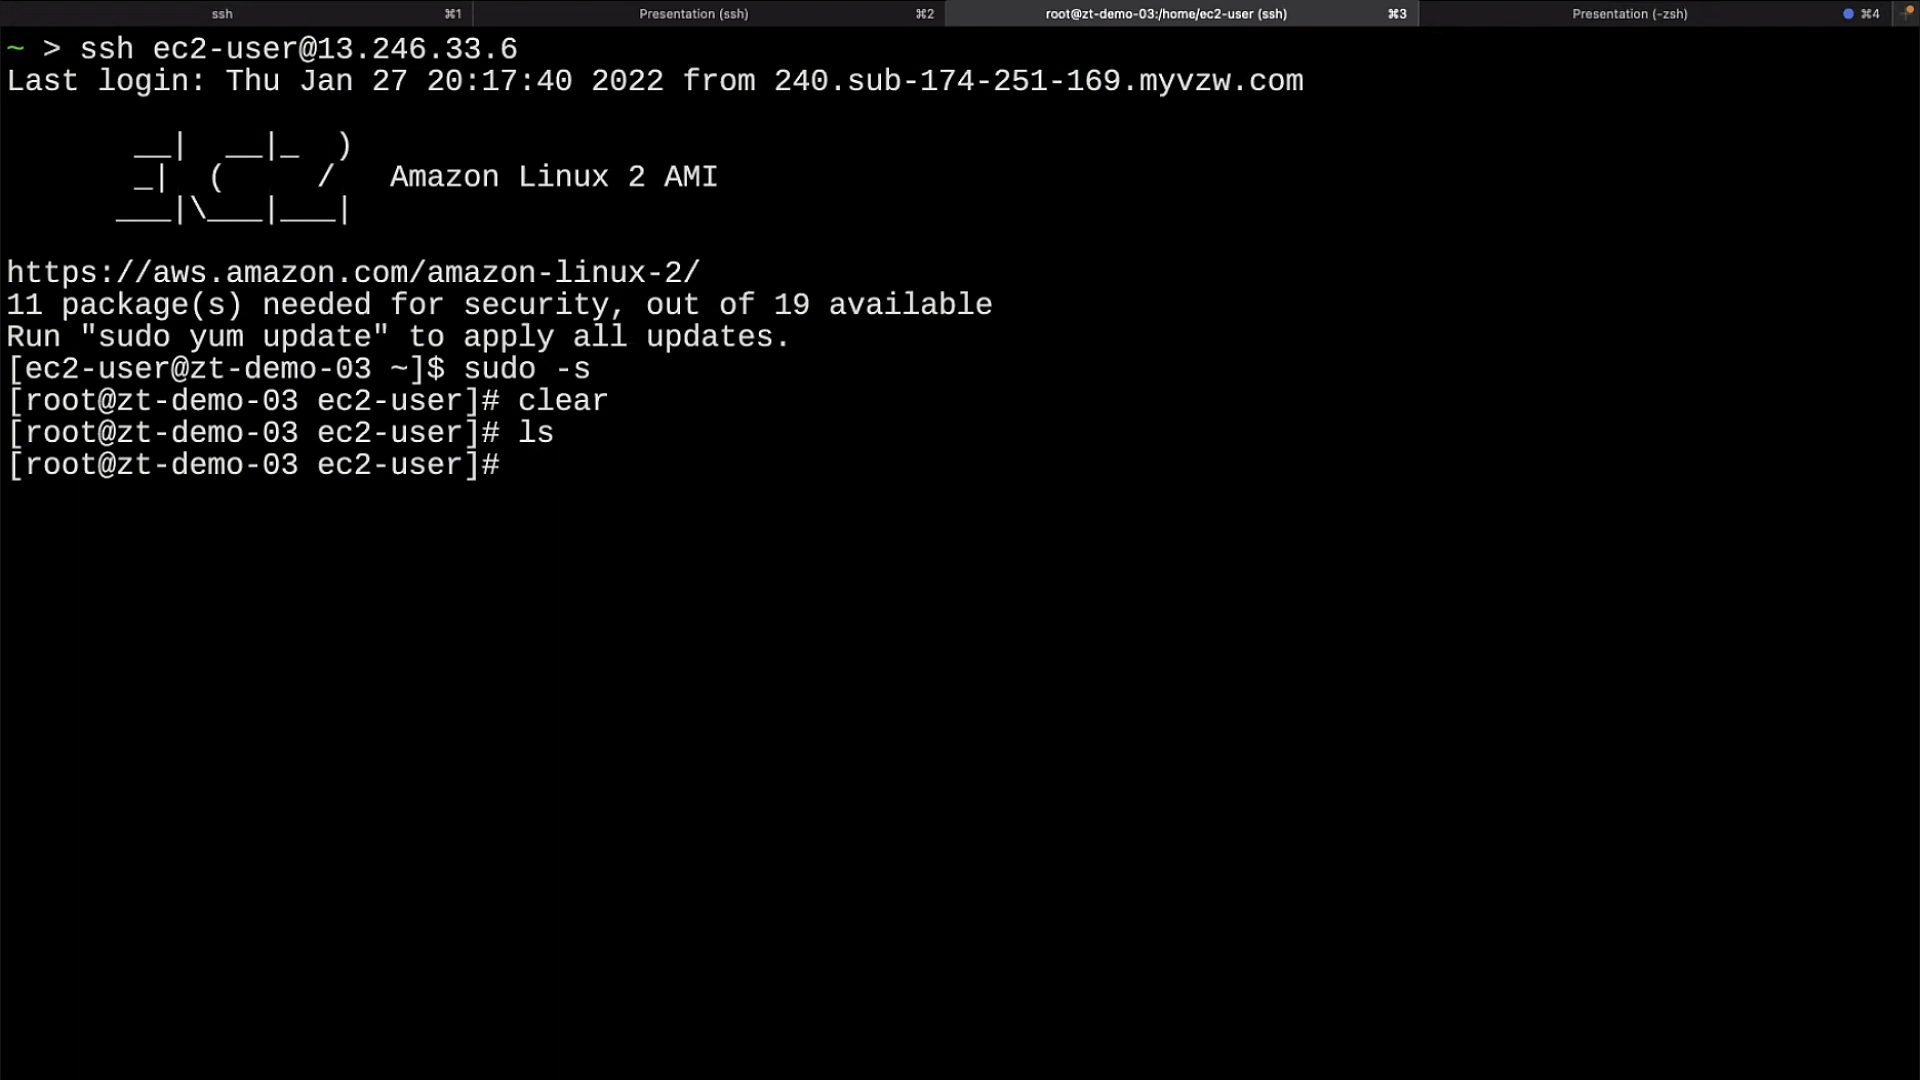 ssh ⌘1 Presentation (ssh) ⌘2 root@zt-demo-03:/home/ec2-user (ssh) ⌘3 Presentation (-zsh) ⌘4
~ > ssh ec2-user@13.246.33.6
Last login: Thu Jan 27 20:17:40 2022 from 240.sub-174-251-169.myvzw.com
       __|  __|_  )
       _|  (     /   Amazon Linux 2 AMI
      ___|\___|___|
https://aws.amazon.com/amazon-linux-2/
11 package(s) needed for security, out of 19 available
Run "sudo yum update" to apply all updates.
[ec2-user@zt-demo-03 ~]$ sudo -s
[root@zt-demo-03 ec2-user]# clear
[root@zt-demo-03 ec2-user]# ls
[root@zt-demo-03 ec2-user]#